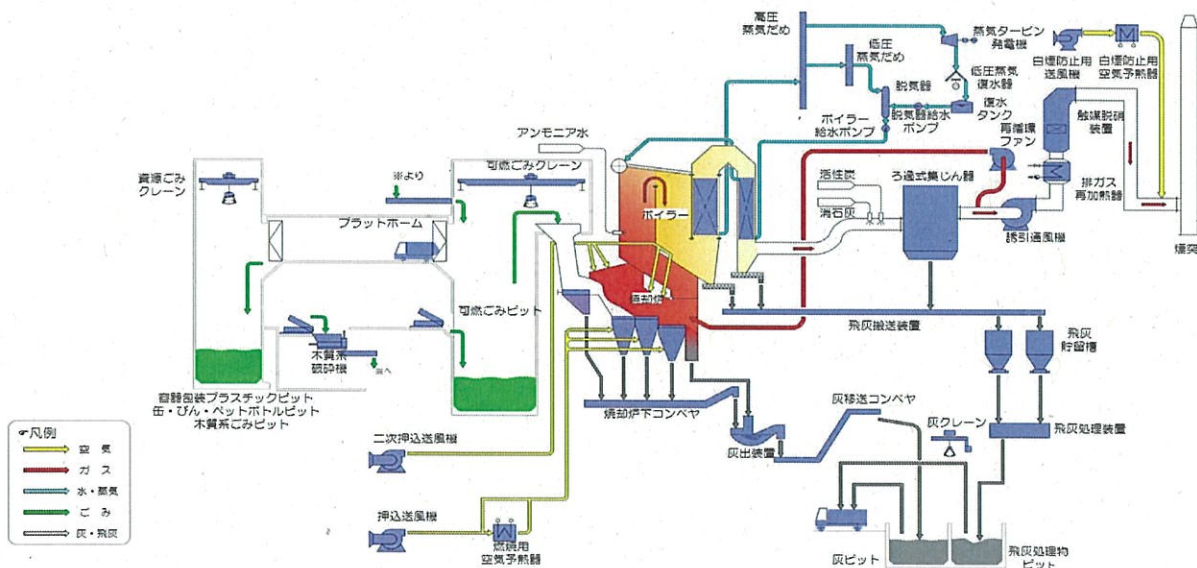 高圧
蒸気だめ
低圧
蒸気だめ
蒸気タービン
発電機
白煙防止用
送風機
白煙防止用
空気予熱器
脱気器
低圧蒸気
復水器
復水
タンク
脱気器給水
ポンプ
ボイラー
給水ポンプ
アンモニア水
再循環
ファン
触媒脱硝
装置
資源ごみ
クレーン
※より
可燃ごみクレーン
プラットホーム
ボイラー
活性炭
消石灰
ろ過式集じん器
排ガス
再加熱器
誘引通風機
煙突
可燃ごみピット
焼却炉
木質系
破砕機
※へ
飛灰搬送装置
飛灰
貯留槽
容器包装プラスチックピット
缶・びん・ペットボトルピット
木質系ごみピット
焼却炉下コンベヤ
灰出装置
灰移送コンベヤ
灰クレーン
飛灰処理装置
二次押込送風機
押込送風機
燃焼用
空気予熱器
灰ピット
飛灰処理物
ピット
☞凡例
空気
ガス
水・蒸気
ごみ
灰・飛灰